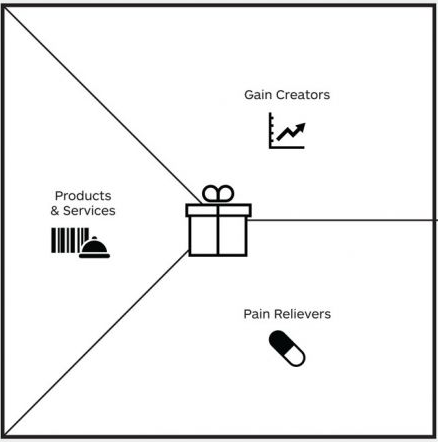 Gain Creators
Products
& Services
Pain Relievers